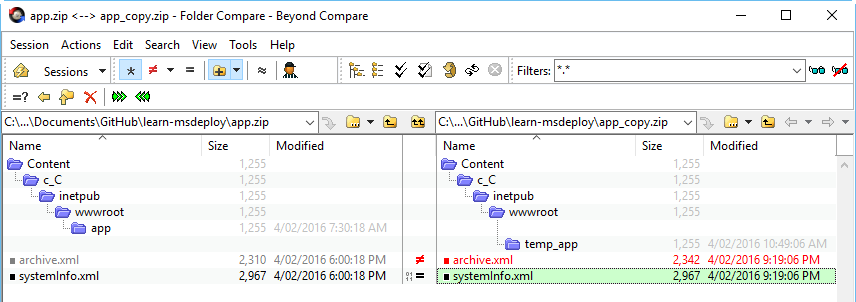 app.zip <--> app_copy.zip - Folder Compare - Beyond Compare
Session Actions Edit Search View Tools Help
Sessions * ≠ = ≈ Filters: *.*
=?
C:\...\Documents\GitHub\learn-msdeploy\app.zip C:\...\GitHub\learn-msdeploy\app_copy.zip
Name Size Modified Name Size Modified
Content 1,255 Content 1,255
c_C 1,255 c_C 1,255
inetpub 1,255 inetpub 1,255
wwwroot 1,255 wwwroot 1,255
app 1,255 4/02/2016 7:30:18 AM
temp_app 1,255 4/02/2016 10:49:06 AM
archive.xml 2,310 4/02/2016 6:00:18 PM ≠ archive.xml 2,342 4/02/2016 9:19:06 PM
systemInfo.xml 2,967 4/02/2016 6:00:18 PM = systemInfo.xml 2,967 4/02/2016 9:19:06 PM